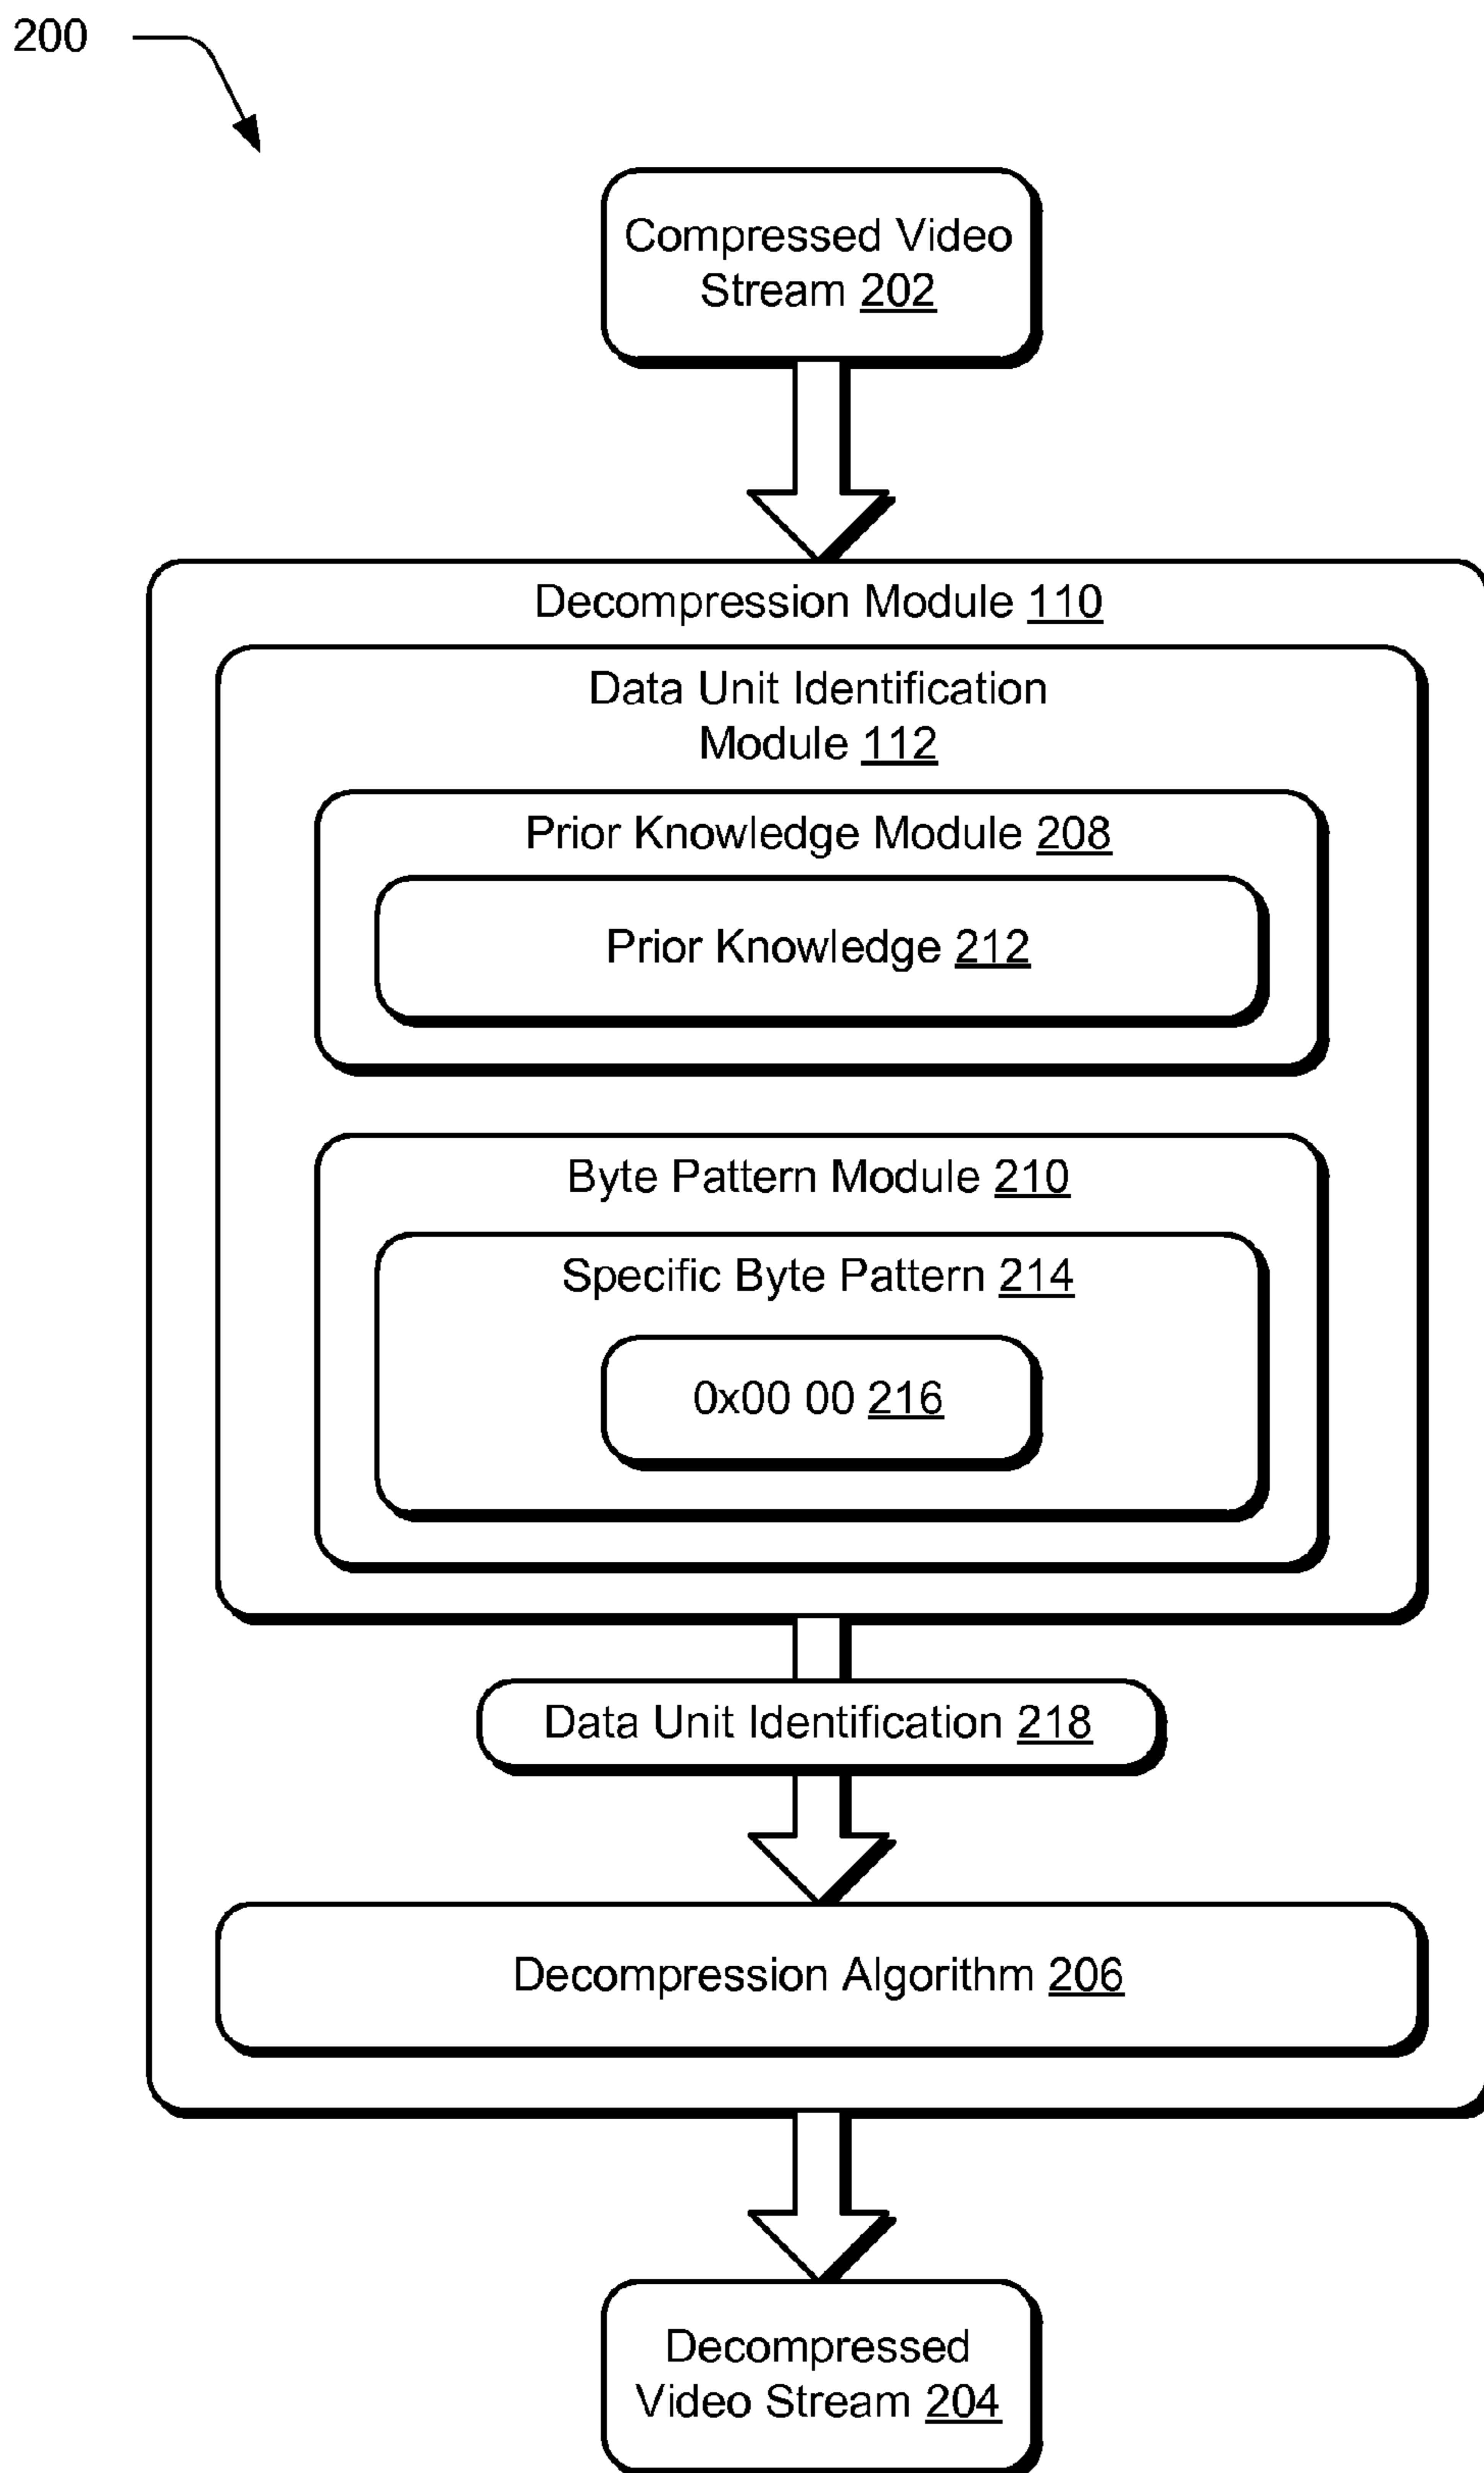 200
Compressed Video
Stream 202
Decompression Module 110
Data Unit Identification
Module 112
Prior Knowledge Module 208
Prior Knowledge 212
Byte Pattern Module 210
Specific Byte Pattern 214
0x00 00 216
Data Unit Identification 218
Decompression Algorithm 206
Decompressed
Video Stream 204